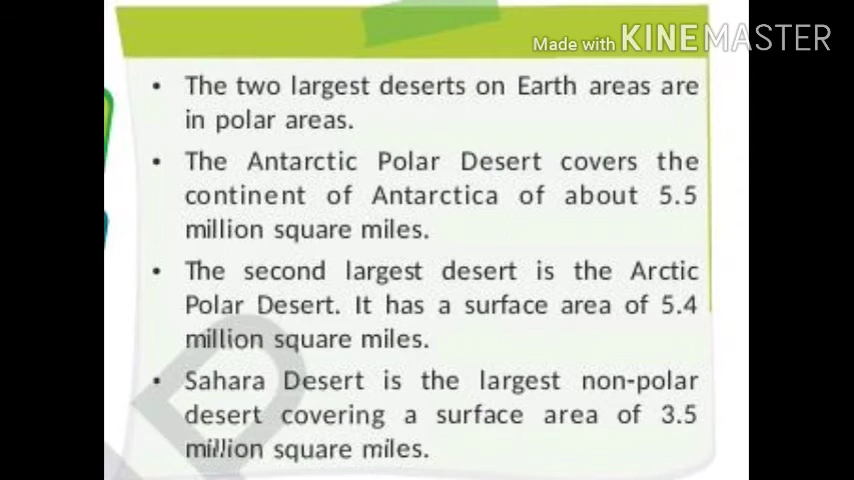 Made with KINEMASTER
• The two largest deserts on Earth areas are
in polar areas.
• The Antarctic Polar Desert covers the
continent of Antarctica of about 5.5
million square miles.
• The second largest desert is the Arctic
Polar Desert. It has a surface area of 5.4
million square miles.
• Sahara Desert is the largest non-polar
desert covering a surface area of 3.5
million square miles.